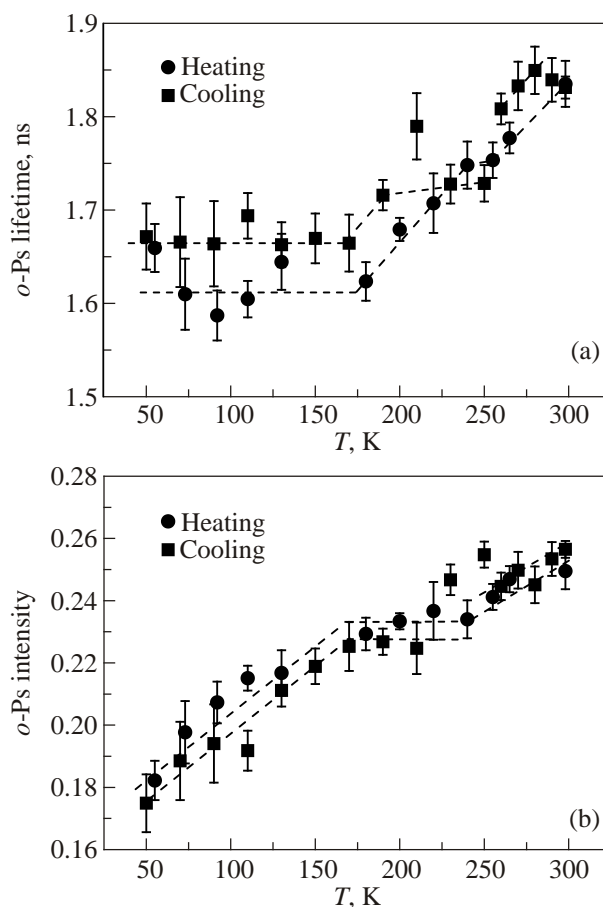 1.9
Heating
Cooling
1.8
1.7
1.6
1.5
o-Ps lifetime, ns
(a)
50 100 150 200 250 300
T, K
0.28
Heating
Cooling
0.26
0.24
0.22
0.20
0.18
0.16
o-Ps intensity
(b)
50 100 150 200 250 300
T, K